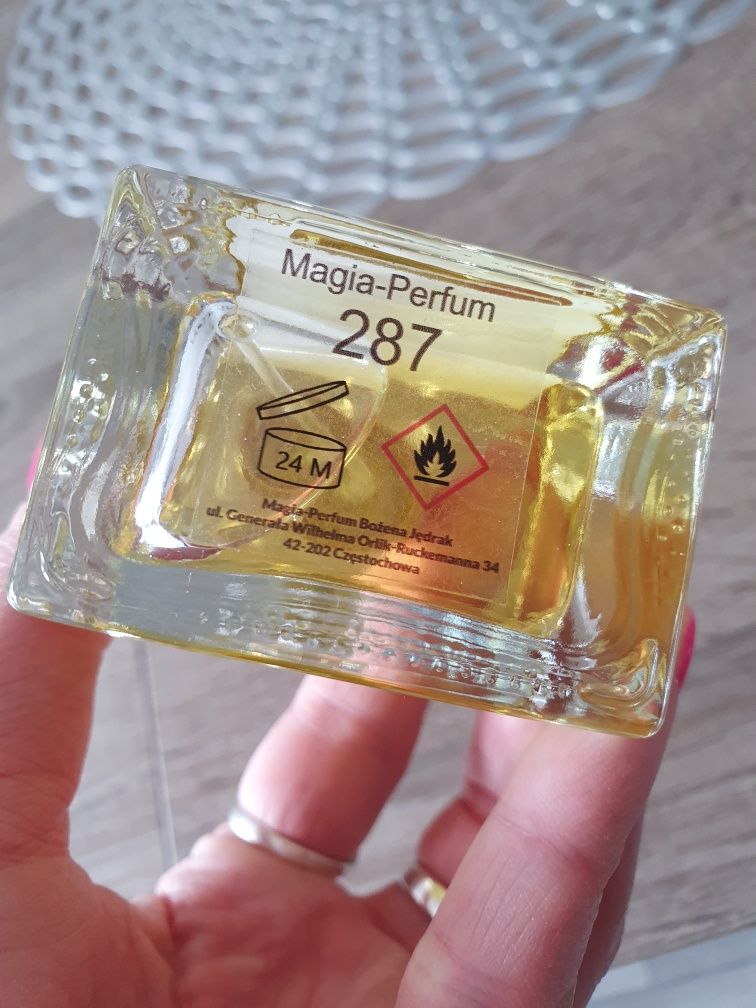 Magia-Perfum
287
24 M
Magia-Perfum Bożena Jędrak
ul. Generała Wilhelma Orlik-Ruckemanna 34
42-202 Częstochowa